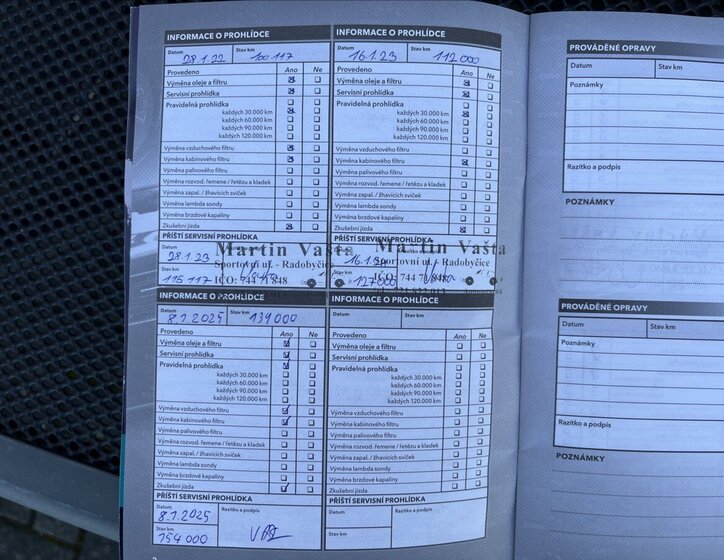 INFORMACE O PROHLÍDCE
Datum Stav km
28.1.22 100 117
Provedeno Ano Ne
Výměna oleje a filtru
Servisní prohlídka
Pravidelná prohlídka
každých 30.000 km
každých 60.000 km
každých 90.000 km
každých 120.000 km
Výměna vzduchového filtru
Výměna kabinového filtru
Výměna palivového filtru
Výměna rozvod. řemene / řetězu a kladek
Výměna zapal. / žhavicích svíček
Výměna lambda sondy
Výměna brzdové kapaliny
Zkušební jízda
PŘÍŠTÍ SERVISNÍ PROHLÍDKA
Datum
28.1.23
Stav km
115 117
Martin Vašta
Sportovní ul. - Radobyčice
IČO: 744 71 848
INFORMACE O PROHLÍDCE
Datum Stav km
16.1.23 112 000
Provedeno Ano Ne
Výměna oleje a filtru
Servisní prohlídka
Pravidelná prohlídka
každých 30.000 km
každých 60.000 km
každých 90.000 km
každých 120.000 km
Výměna vzduchového filtru
Výměna kabinového filtru
Výměna palivového filtru
Výměna rozvod. řemene / řetězu a kladek
Výměna zapal. / žhavicích svíček
Výměna lambda sondy
Výměna brzdové kapaliny
Zkušební jízda
PŘÍŠTÍ SERVISNÍ PROHLÍDKA
Stav km
127000
Martin Vašta
Sportovní ul. - Radobyčice
IČO: 744 71 848
INFORMACE O PROHLÍDCE
Datum Stav km
8.1.2025 139000
Provedeno Ano Ne
Výměna oleje a filtru
Servisní prohlídka
Pravidelná prohlídka
každých 30.000 km
každých 60.000 km
každých 90.000 km
každých 120.000 km
Výměna vzduchového filtru
Výměna kabinového filtru
Výměna palivového filtru
Výměna rozvod. řemene / řetězu a kladek
Výměna zapal. / žhavicích svíček
Výměna lambda sondy
Výměna brzdové kapaliny
Zkušební jízda
PŘÍŠTÍ SERVISNÍ PROHLÍDKA
Datum Razítko a podpis
8.1.2025
Stav km
154 000
INFORMACE O PROHLÍDCE
Datum Stav km
Provedeno Ano Ne
Výměna oleje a filtru
Servisní prohlídka
Pravidelná prohlídka
každých 30.000 km
každých 60.000 km
každých 90.000 km
každých 120.000 km
Výměna vzduchového filtru
Výměna kabinového filtru
Výměna palivového filtru
Výměna rozvod. řemene / řetězu a kladek
Výměna zapal. / žhavicích svíček
Výměna lambda sondy
Výměna brzdové kapaliny
Zkušební jízda
PŘÍŠTÍ SERVISNÍ PROHLÍDKA
Datum Razítko a podpis
Stav km
PROVÁDĚNÉ OPRAVY
Datum Stav km
Poznámky
Razítko a podpis
POZNÁMKY
PROVÁDĚNÉ OPRAVY
Datum Stav km
Poznámky
Razítko a podpis
POZNÁMKY